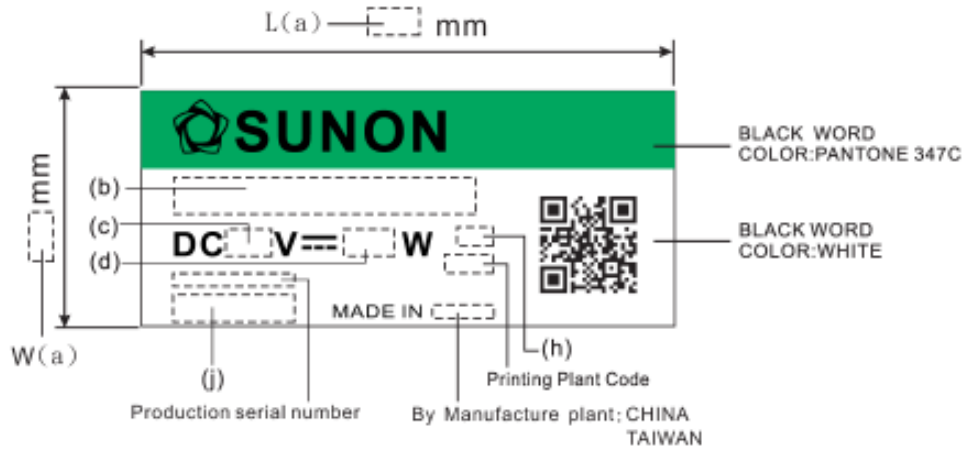 L(a) mm
SUNON
BLACK WORD
COLOR:PANTONE 347C
mm
(b)
(c)
DC V W
(d)
BLACK WORD
COLOR:WHITE
MADE IN
W(a)
(h)
(j)
Printing Plant Code
Production serial number
By Manufacture plant; CHINA
TAIWAN